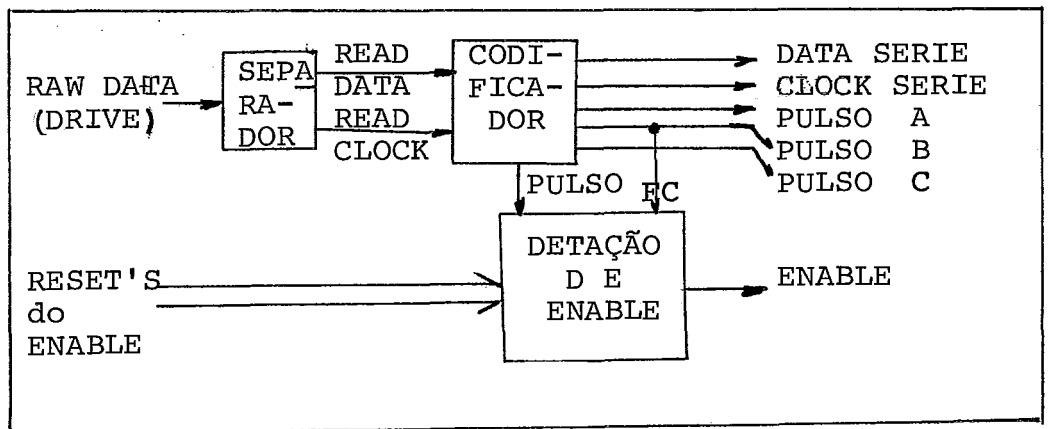 RAW DATA
(DRIVE)
SEPA
RA-
DOR
READ
DATA
READ
CLOCK
CODI-
FICA-
DOR
DATA SERIE
CLOCK SERIE
PULSO A
PULSO B
PULSO C
PULSO FC
RESET'S
do
ENABLE
DETAÇÃO
D E
ENABLE
ENABLE